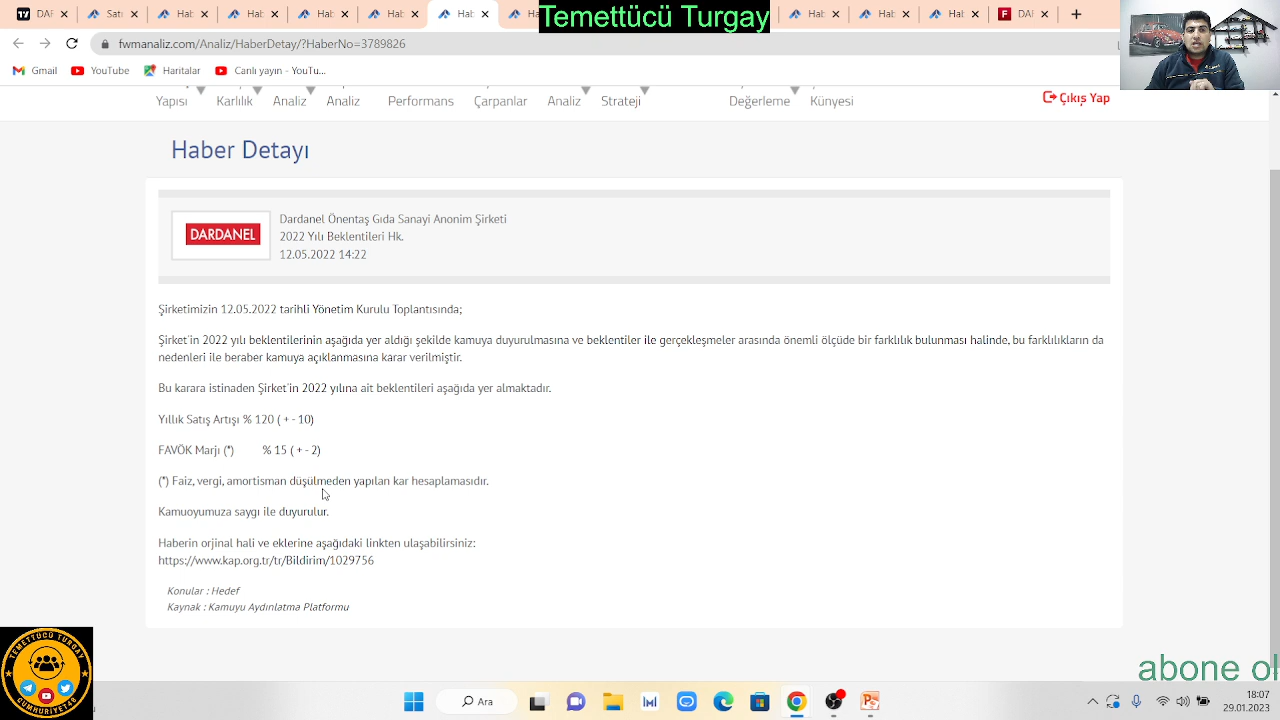 Temettücü Turgay
Hab
fwmanaliz.com/Analiz/HaberDetay/?HaberNo=3789826
Gmail YouTube Haritalar Canlı yayın - YouTu...
Yapısı Karlılık Analiz Performans Çarpanlar Analiz Strateji Değerleme Künyesi
Çıkış Yap
Haber Detayı
DARDANEL
Dardanel Önentaş Gıda Sanayi Anonim Şirketi
2022 Yılı Beklentileri Hk.
12.05.2022 14:22
Şirketimizin 12.05.2022 tarihli Yönetim Kurulu Toplantısında;
Şirket'in 2022 yılı beklentilerinin aşağıda yer aldığı şekilde kamuya duyurulmasına ve beklentiler ile gerçekleşmeler arasında önemli ölçüde bir farklılık bulunması halinde, bu farklılıkların da
nedenleri ile beraber kamuya açıklanmasına karar verilmiştir.
Bu karara istinaden Şirket'in 2022 yılına ait beklentileri aşağıda yer almaktadır.
Yıllık Satış Artışı % 120 ( + - 10)
FAVÖK Marjı (*) % 15 ( + - 2)
(*) Faiz, vergi, amortisman düşülmeden yapılan kar hesaplamasıdır.
Kamuoyumuza saygı ile duyurulur.
Haberin orjinal hali ve eklerine aşağıdaki linkten ulaşabilirsiniz:
https://www.kap.org.tr/tr/Bildirim/1029756
Konular : Hedef
Kaynak : Kamuyu Aydınlatma Platformu
TEMETTÜCÜ TURGAY
CUMHURİYET46
abone ol
Ara
18:07
29.01.2023